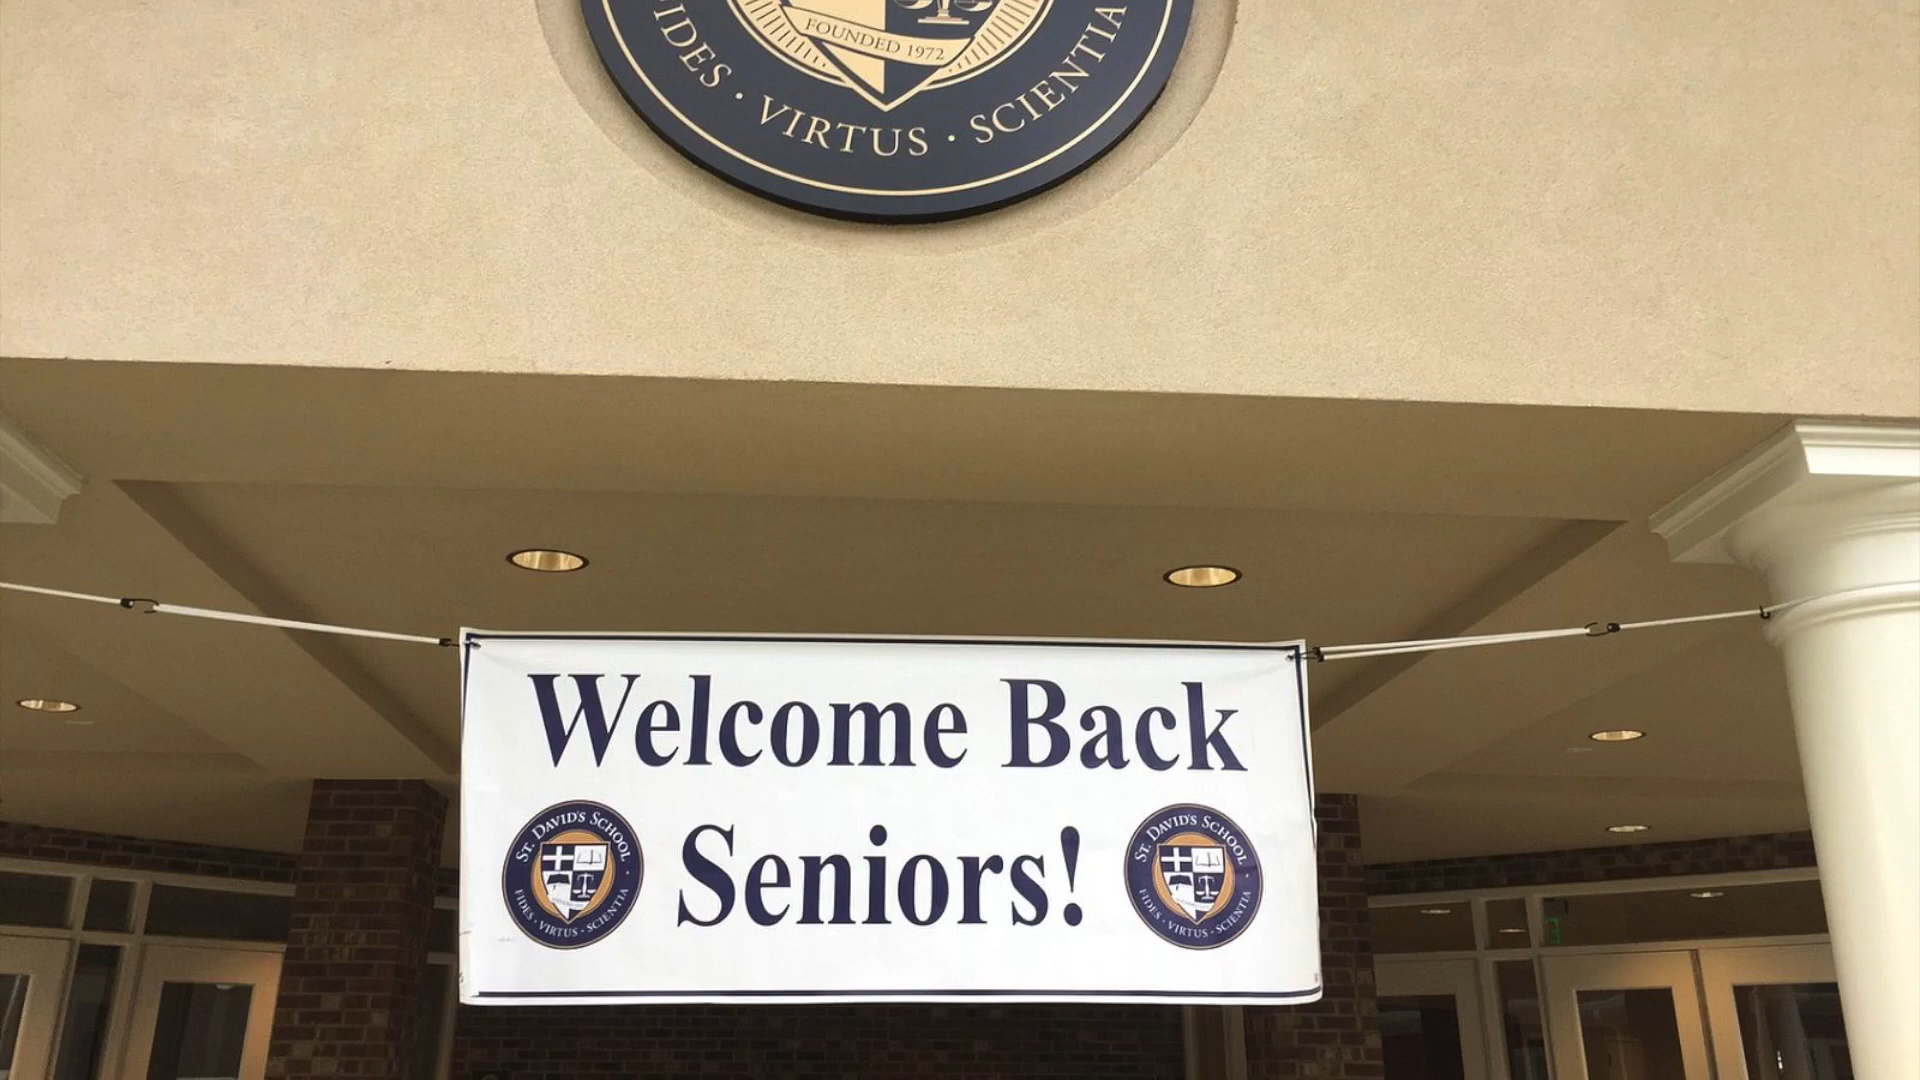 FOUNDED 1972
FIDES · VIRTUS · SCIENTIA
Welcome Back
Seniors!
ST. DAVID'S SCHOOL ·
FIDES · VIRTUS · SCIENTIA
ST. DAVID'S SCHOOL ·
FIDES · VIRTUS · SCIENTIA